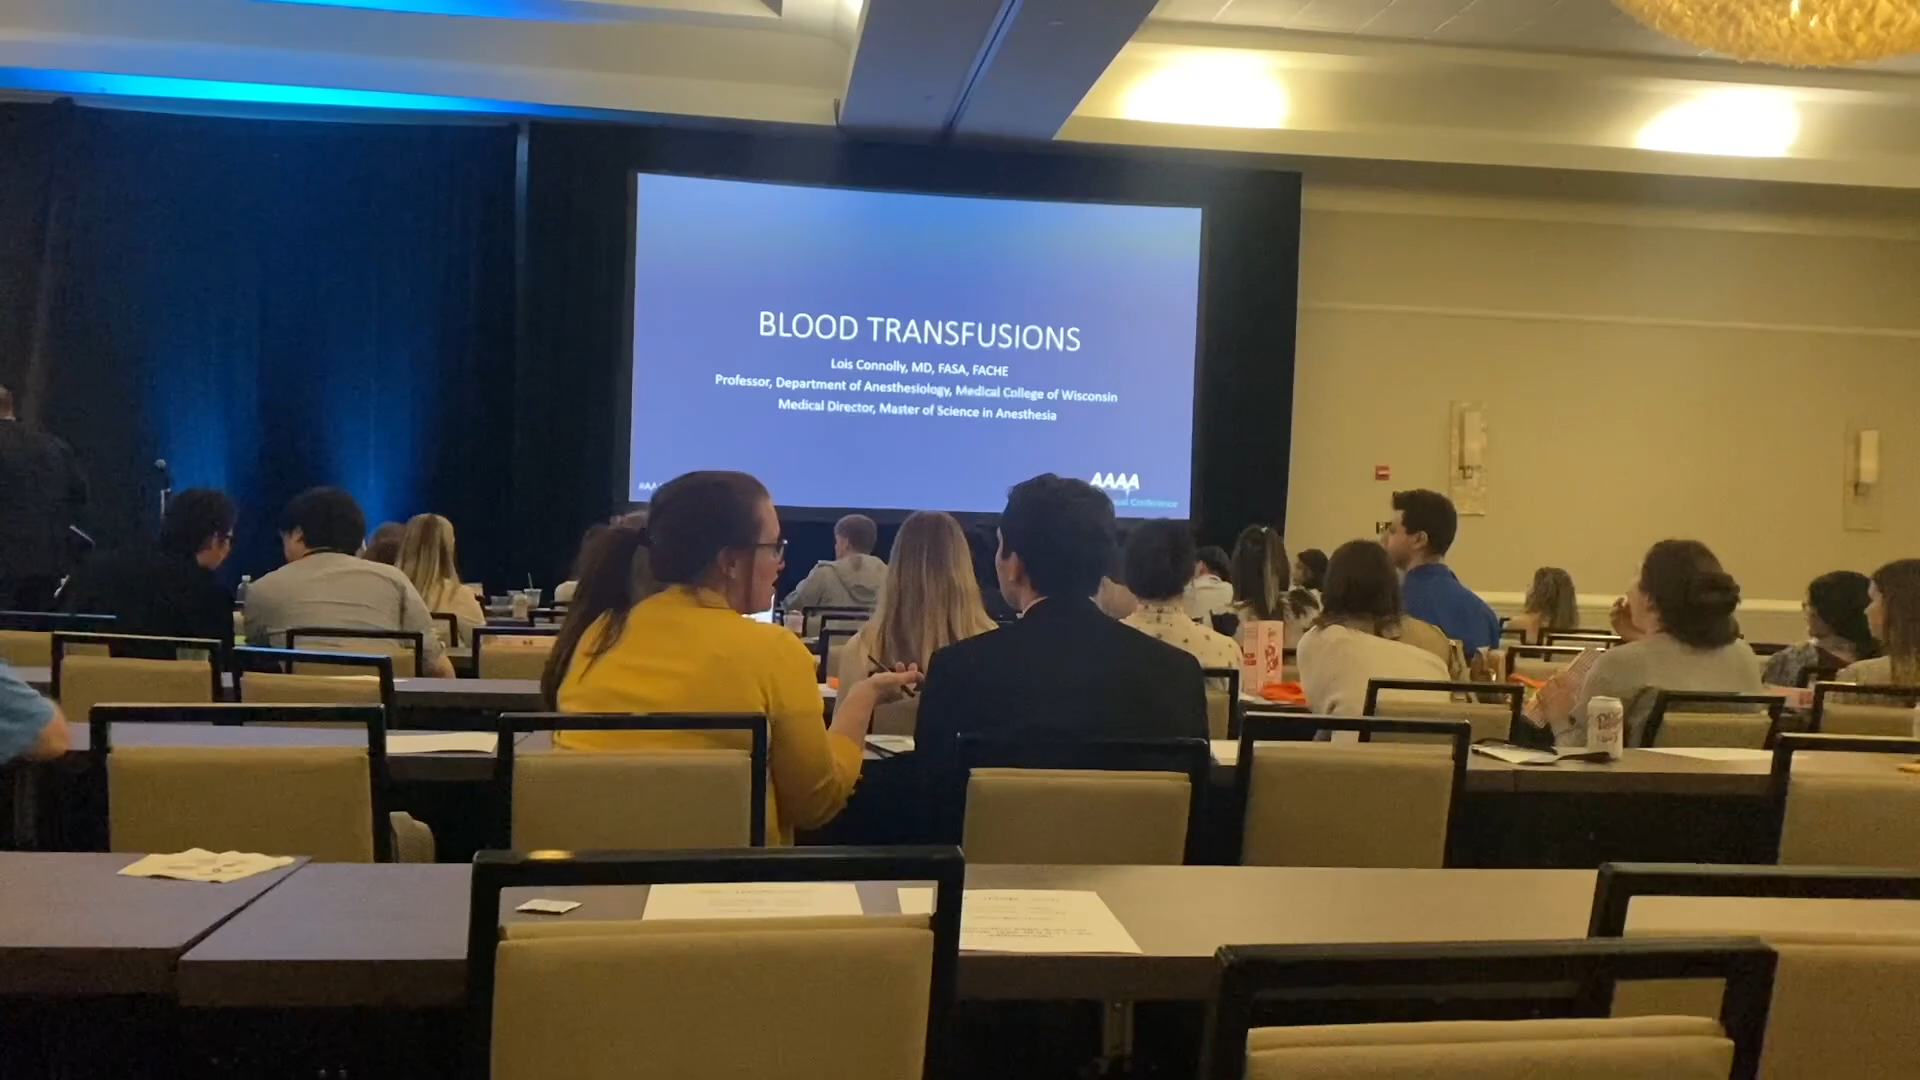 BLOOD TRANSFUSIONS
Lois Connolly, MD, FASA, FACHE
Professor, Department of Anesthesiology, Medical College of Wisconsin
Medical Director, Master of Science in Anesthesia
AAAA
Conference